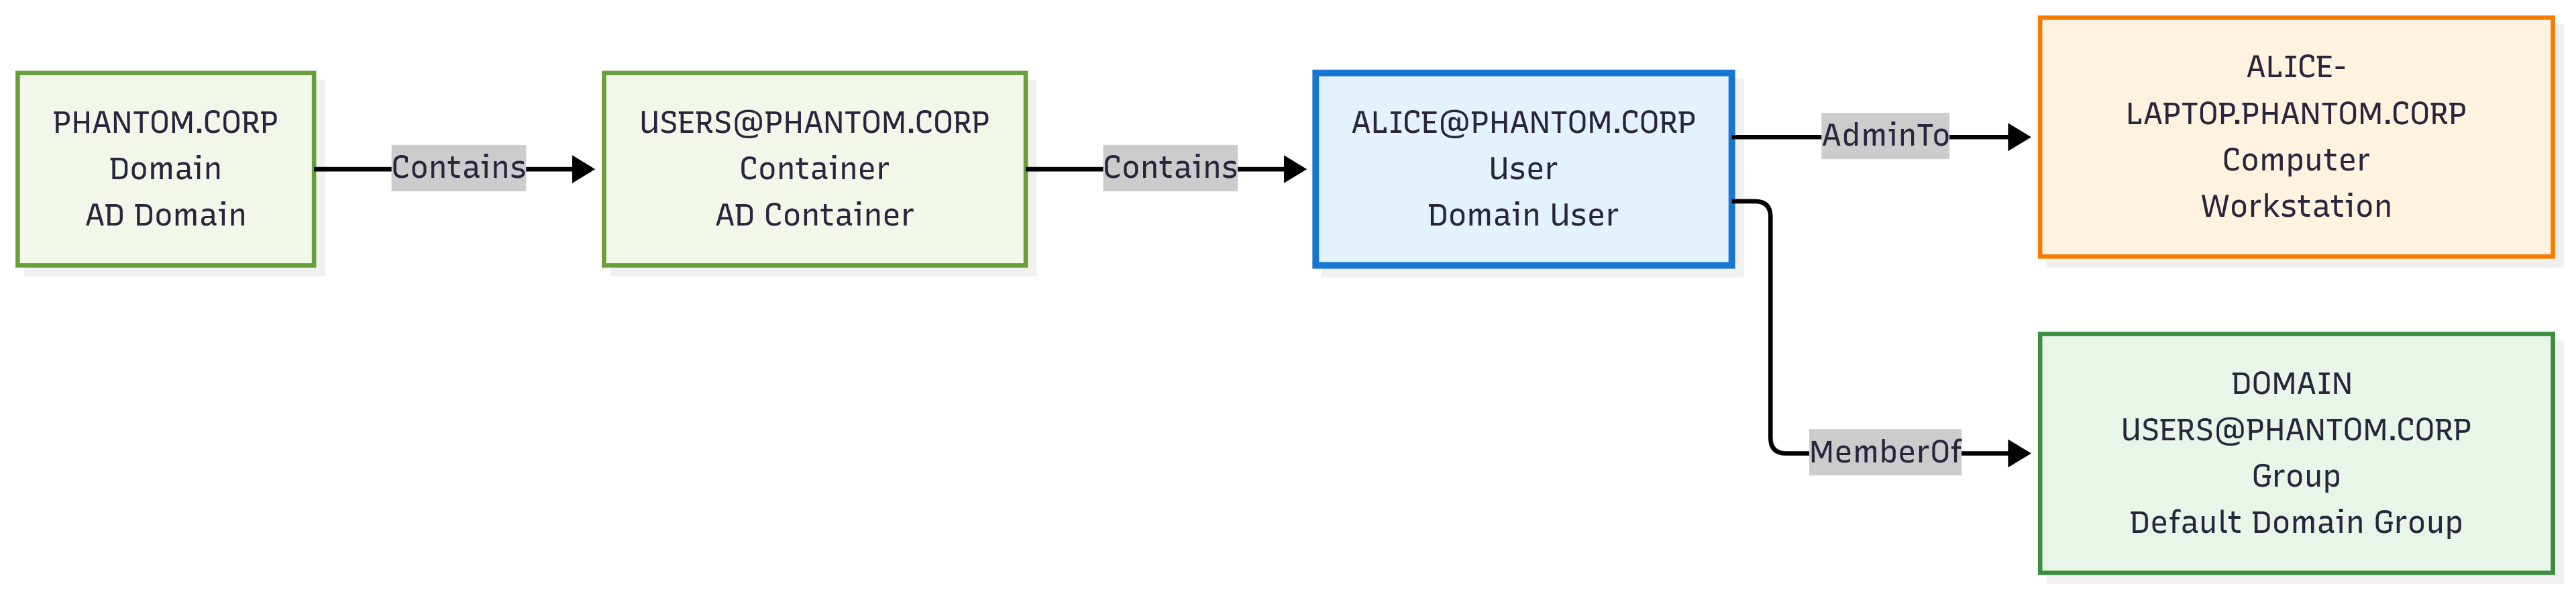 PHANTOM.CORP
Domain
AD Domain
Contains
USERS@PHANTOM.CORP
Container
AD Container
Contains
ALICE@PHANTOM.CORP
User
Domain User
AdminTo
ALICE-
LAPTOP.PHANTOM.CORP
Computer
Workstation
MemberOf
DOMAIN
USERS@PHANTOM.CORP
Group
Default Domain Group